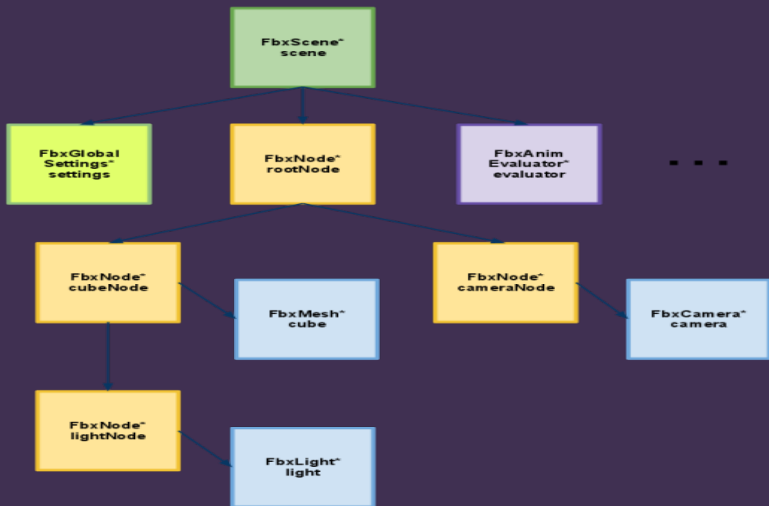 FbxScene*
scene
FbxGlobal
Settings*
settings
FbxNode*
rootNode
FbxAnim
Evaluator*
evaluator
...
FbxNode*
cubeNode
FbxMesh*
cube
FbxNode*
cameraNode
FbxCamera*
camera
FbxNode*
lightNode
FbxLight*
light